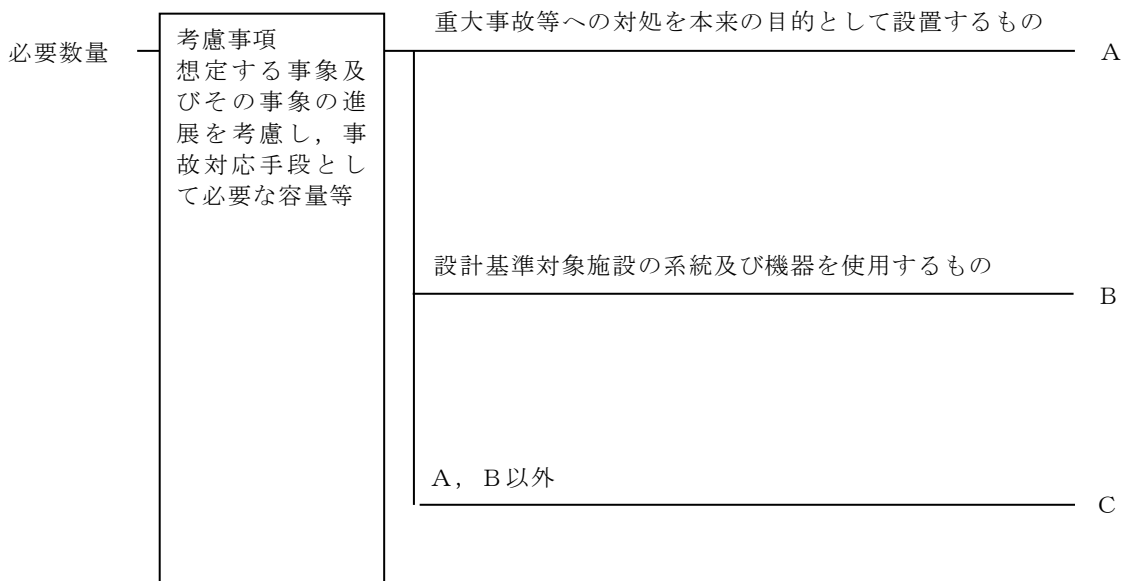 必要数量
考慮事項
想定する事象及
びその事象の進
展を考慮し，事
故対応手段とし
て必要な容量等
重大事故等への対処を本来の目的として設置するもの
Ａ
設計基準対象施設の系統及び機器を使用するもの
Ｂ
Ａ，Ｂ以外
Ｃ